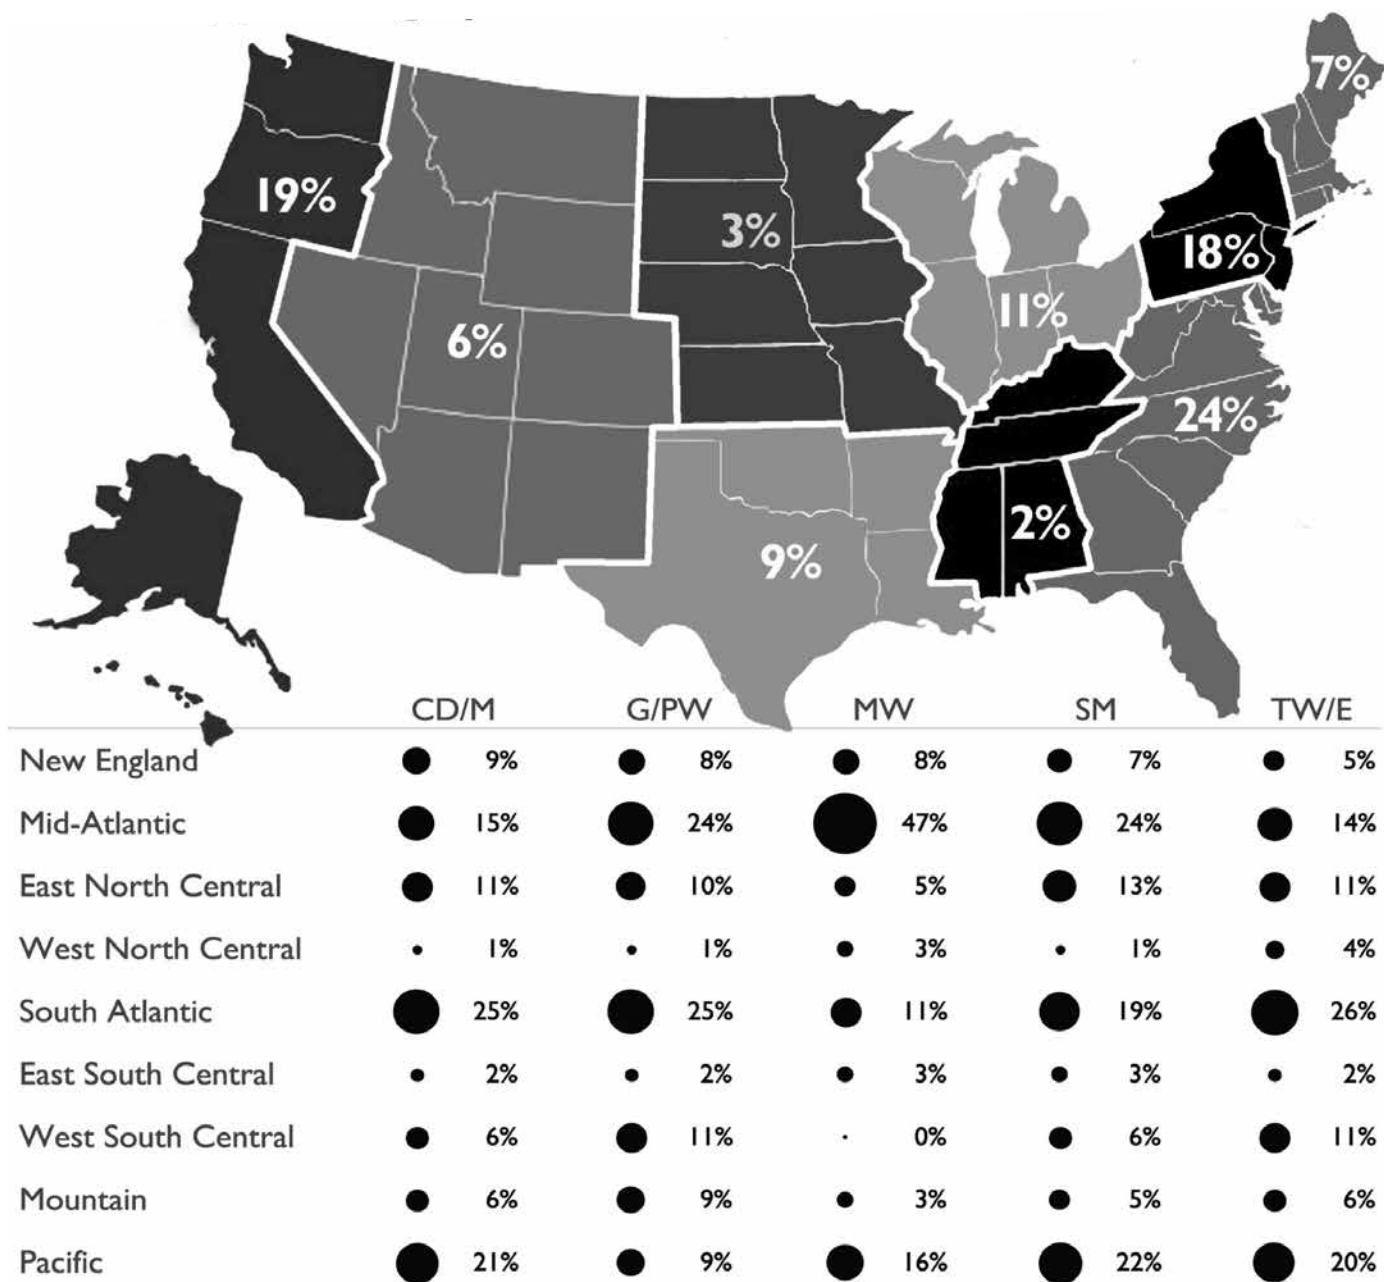 7%
19%
3%
18%
11%
6%
24%
2%
9%
CD/M G/PW MW SM TW/E
New England 9% 8% 8% 7% 5%
Mid-Atlantic 15% 24% 47% 24% 14%
East North Central 11% 10% 5% 13% 11%
West North Central 1% 1% 3% 1% 4%
South Atlantic 25% 25% 11% 19% 26%
East South Central 2% 2% 3% 3% 2%
West South Central 6% 11% 0% 6% 11%
Mountain 6% 9% 3% 5% 6%
Pacific 21% 9% 16% 22% 20%